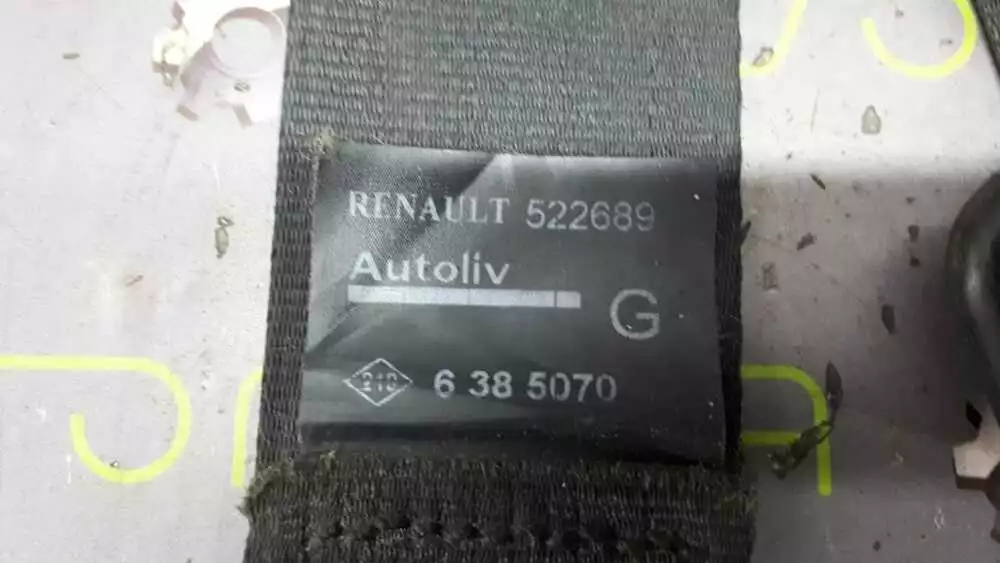 RENAULT 522689
Autoliv
G
6 38 5070